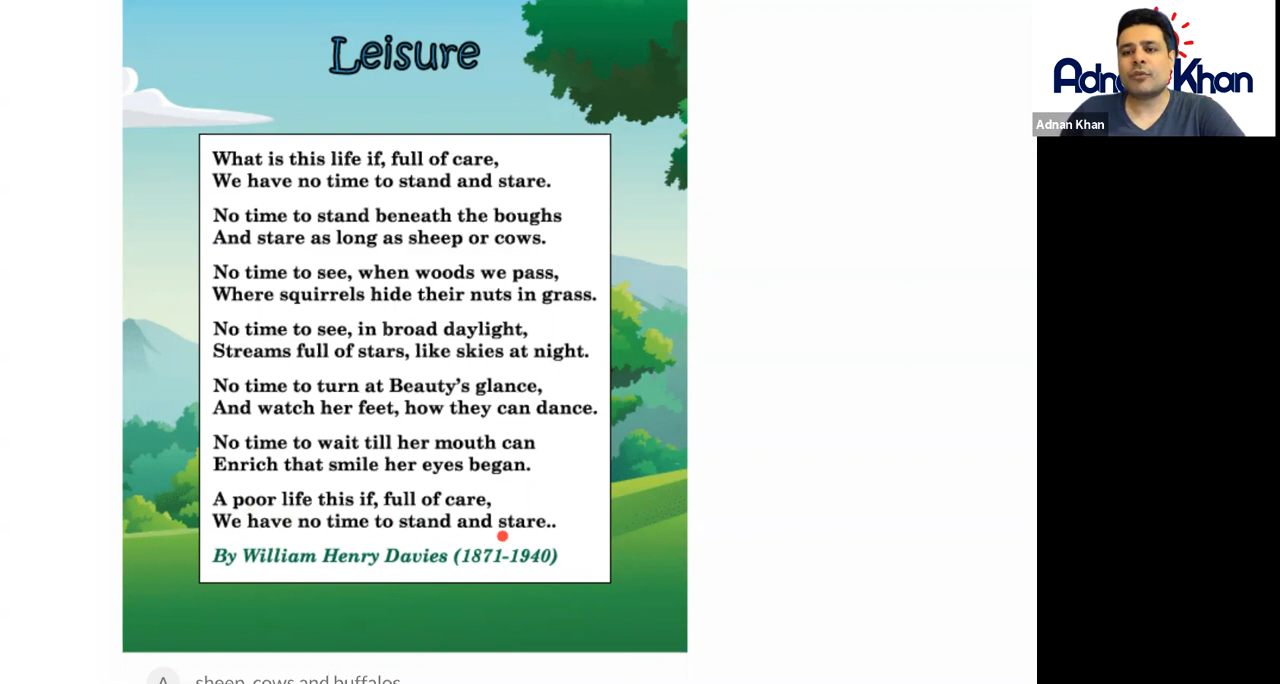 Leisure
What is this life if, full of care,
We have no time to stand and stare.
No time to stand beneath the boughs
And stare as long as sheep or cows.
No time to see, when woods we pass,
Where squirrels hide their nuts in grass.
No time to see, in broad daylight,
Streams full of stars, like skies at night.
No time to turn at Beauty's glance,
And watch her feet, how they can dance.
No time to wait till her mouth can
Enrich that smile her eyes began.
A poor life this if, full of care,
We have no time to stand and stare..
By William Henry Davies (1871-1940)
A sheep, cows and buffalos
Adn Khan
Adnan Khan